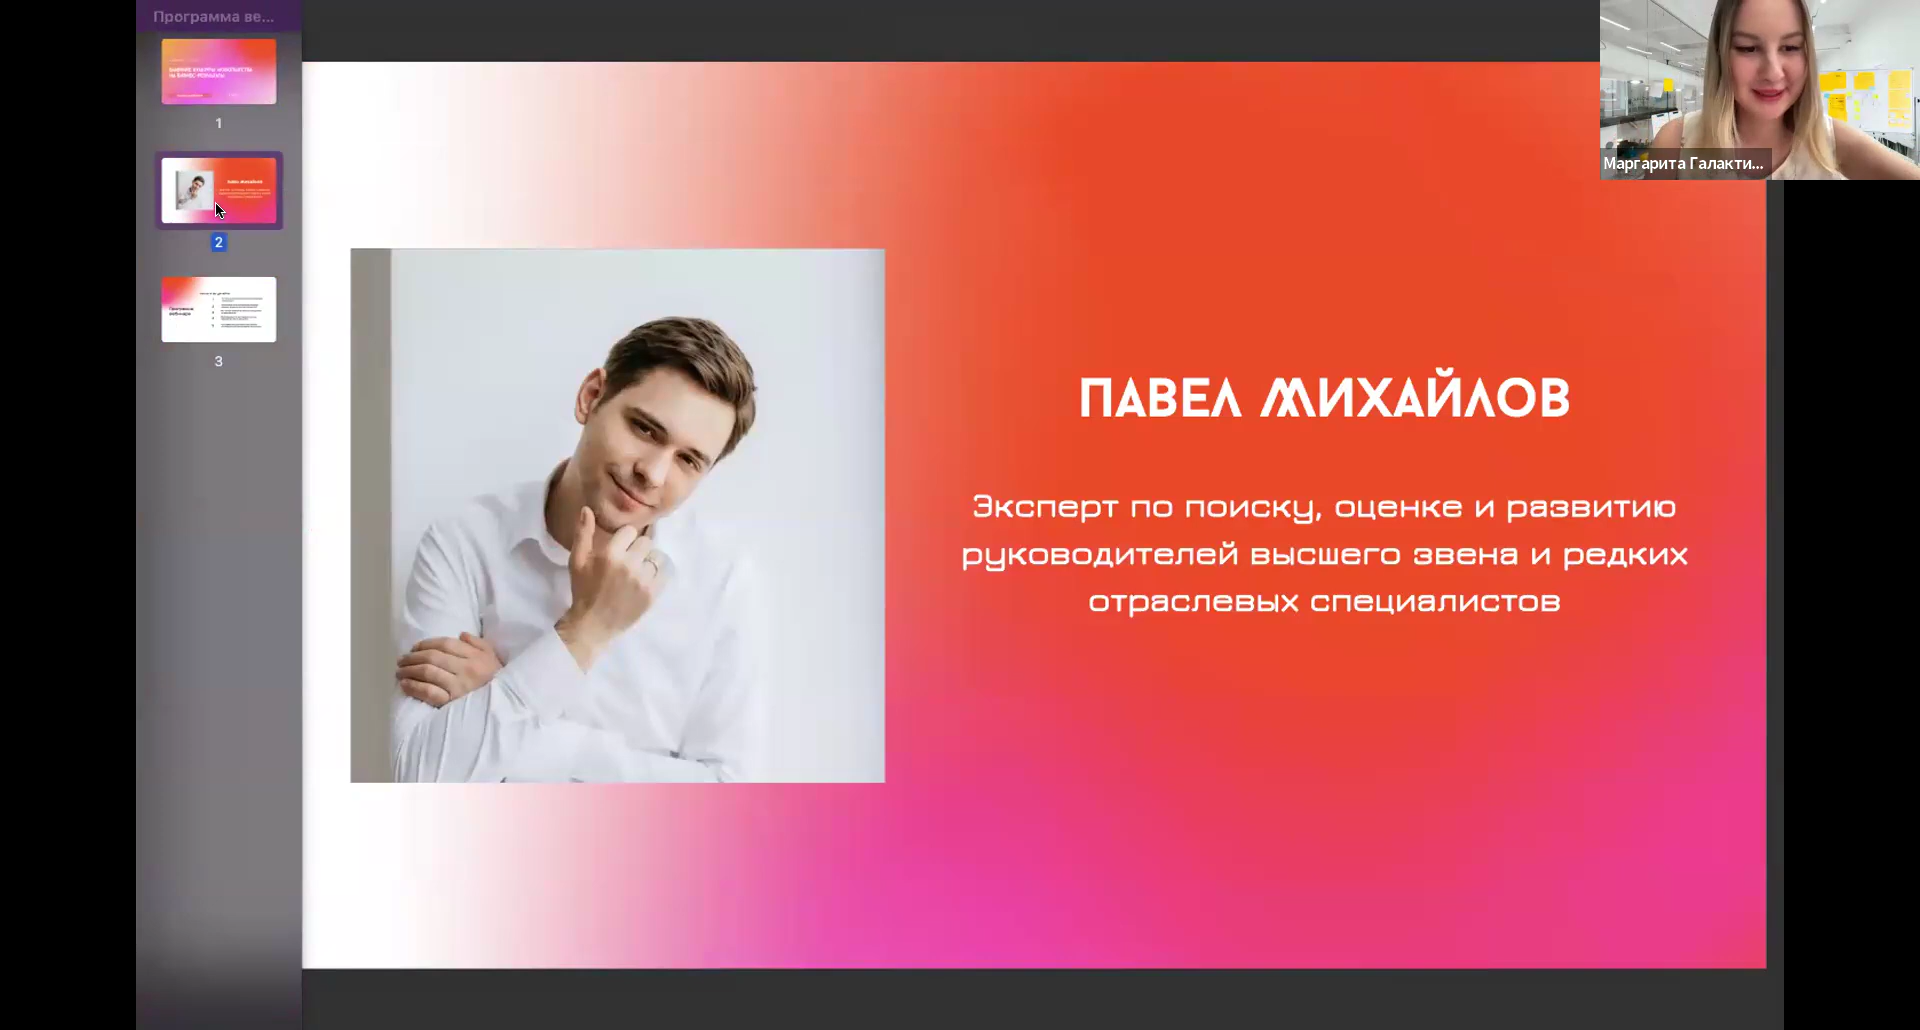 Программа ве...
1
2
3
Маргарита Галакти...
ПАВЕЛ МИХАЙЛОВ
Эксперт по поиску, оценке и развитию
руководителей высшего звена и редких
отраслевых специалистов